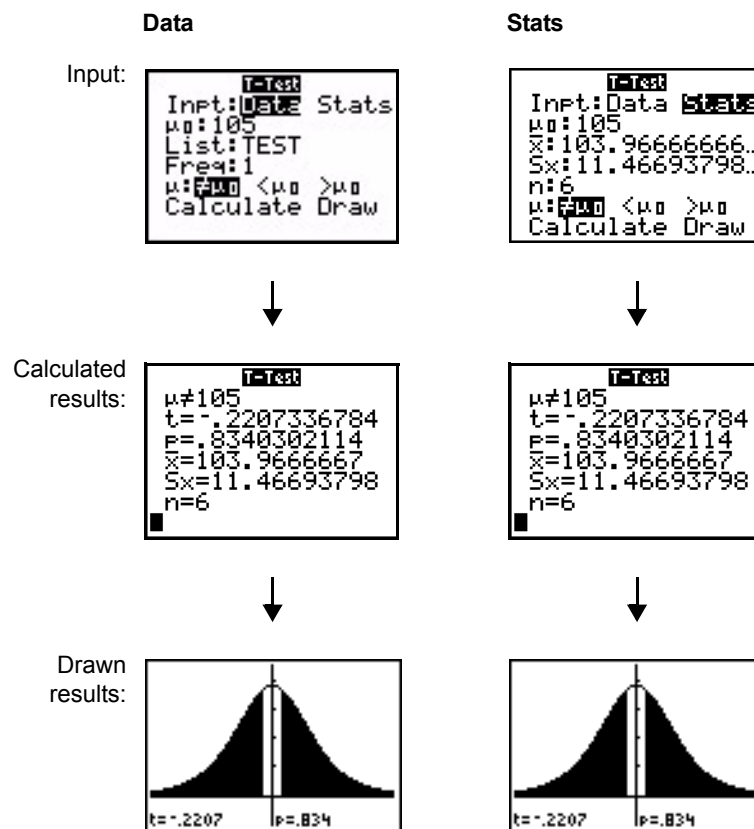 Data
Stats
Input:
T-Test
Inpt:Data Stats
μ0:105
List:TEST
Freq:1
μ:≠μ0 <μ0 >μ0
Calculate Draw
T-Test
Inpt:Data Stats
μ0:105
x̄:103.96666666…
Sx:11.46693798…
n:6
μ:≠μ0 <μ0 >μ0
Calculate Draw
Calculated
results:
T-Test
μ≠105
t=-.2207336784
p=.8340302114
x̄=103.9666667
Sx=11.46693798
n=6
T-Test
μ≠105
t=-.2207336784
p=.8340302114
x̄=103.9666667
Sx=11.46693798
n=6
Drawn
results:
t=-.2207 p=.834
t=-.2207 p=.834